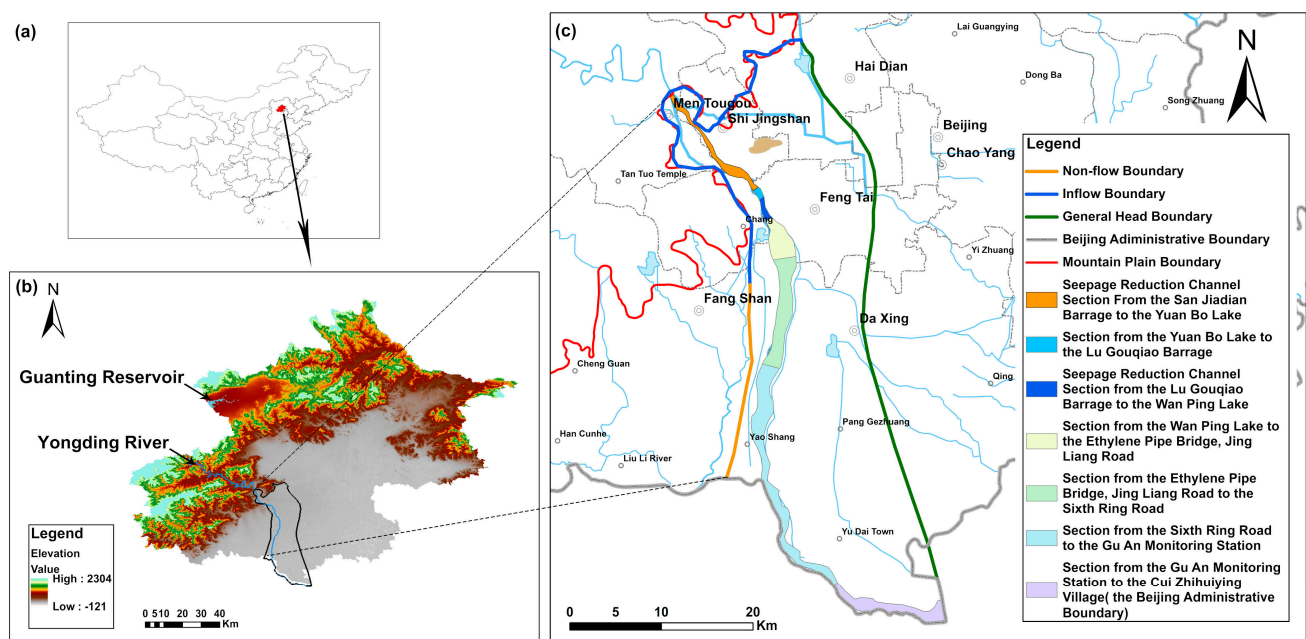 (a)
(b)
N
Guanting Reservoir
Yongding River
Legend
Elevation
Value
High : 2304
Low : -121
0 5 10 20 30 40
Km
(c)
Lai Guangying
N
Hai Dian
Dong Ba
Song Zhuang
Men Tougou
Shi Jingshan
Beijing
Chao Yang
Tan Tuo Temple
Feng Tai
Chang
Yi Zhuang
Fang Shan
Da Xing
Cheng Guan
Qing
Han Cunhe
Yao Shang
Pang Gezhuang
Liu Li River
Yu Dai Town
0 5 10 20
Km
Legend
Non-flow Boundary
Inflow Boundary
General Head Boundary
Beijing Adiministrative Boundary
Mountain Plain Boundary
Seepage Reduction Channel
Section From the San Jiadian
Barrage to the Yuan Bo Lake
Section from the Yuan Bo Lake to
the Lu Gouqiao Barrage
Seepage Reduction Channel
Section from the Lu Gouqiao
Barrage to the Wan Ping Lake
Section from the Wan Ping Lake to
the Ethylene Pipe Bridge, Jing
Liang Road
Section from the Ethylene Pipe
Bridge, Jing Liang Road to the
Sixth Ring Road
Section from the Sixth Ring Road
to the Gu An Monitoring Station
Section from the Gu An Monitoring
Station to the Cui Zhihuiying
Village( the Beijing Administrative
Boundary)